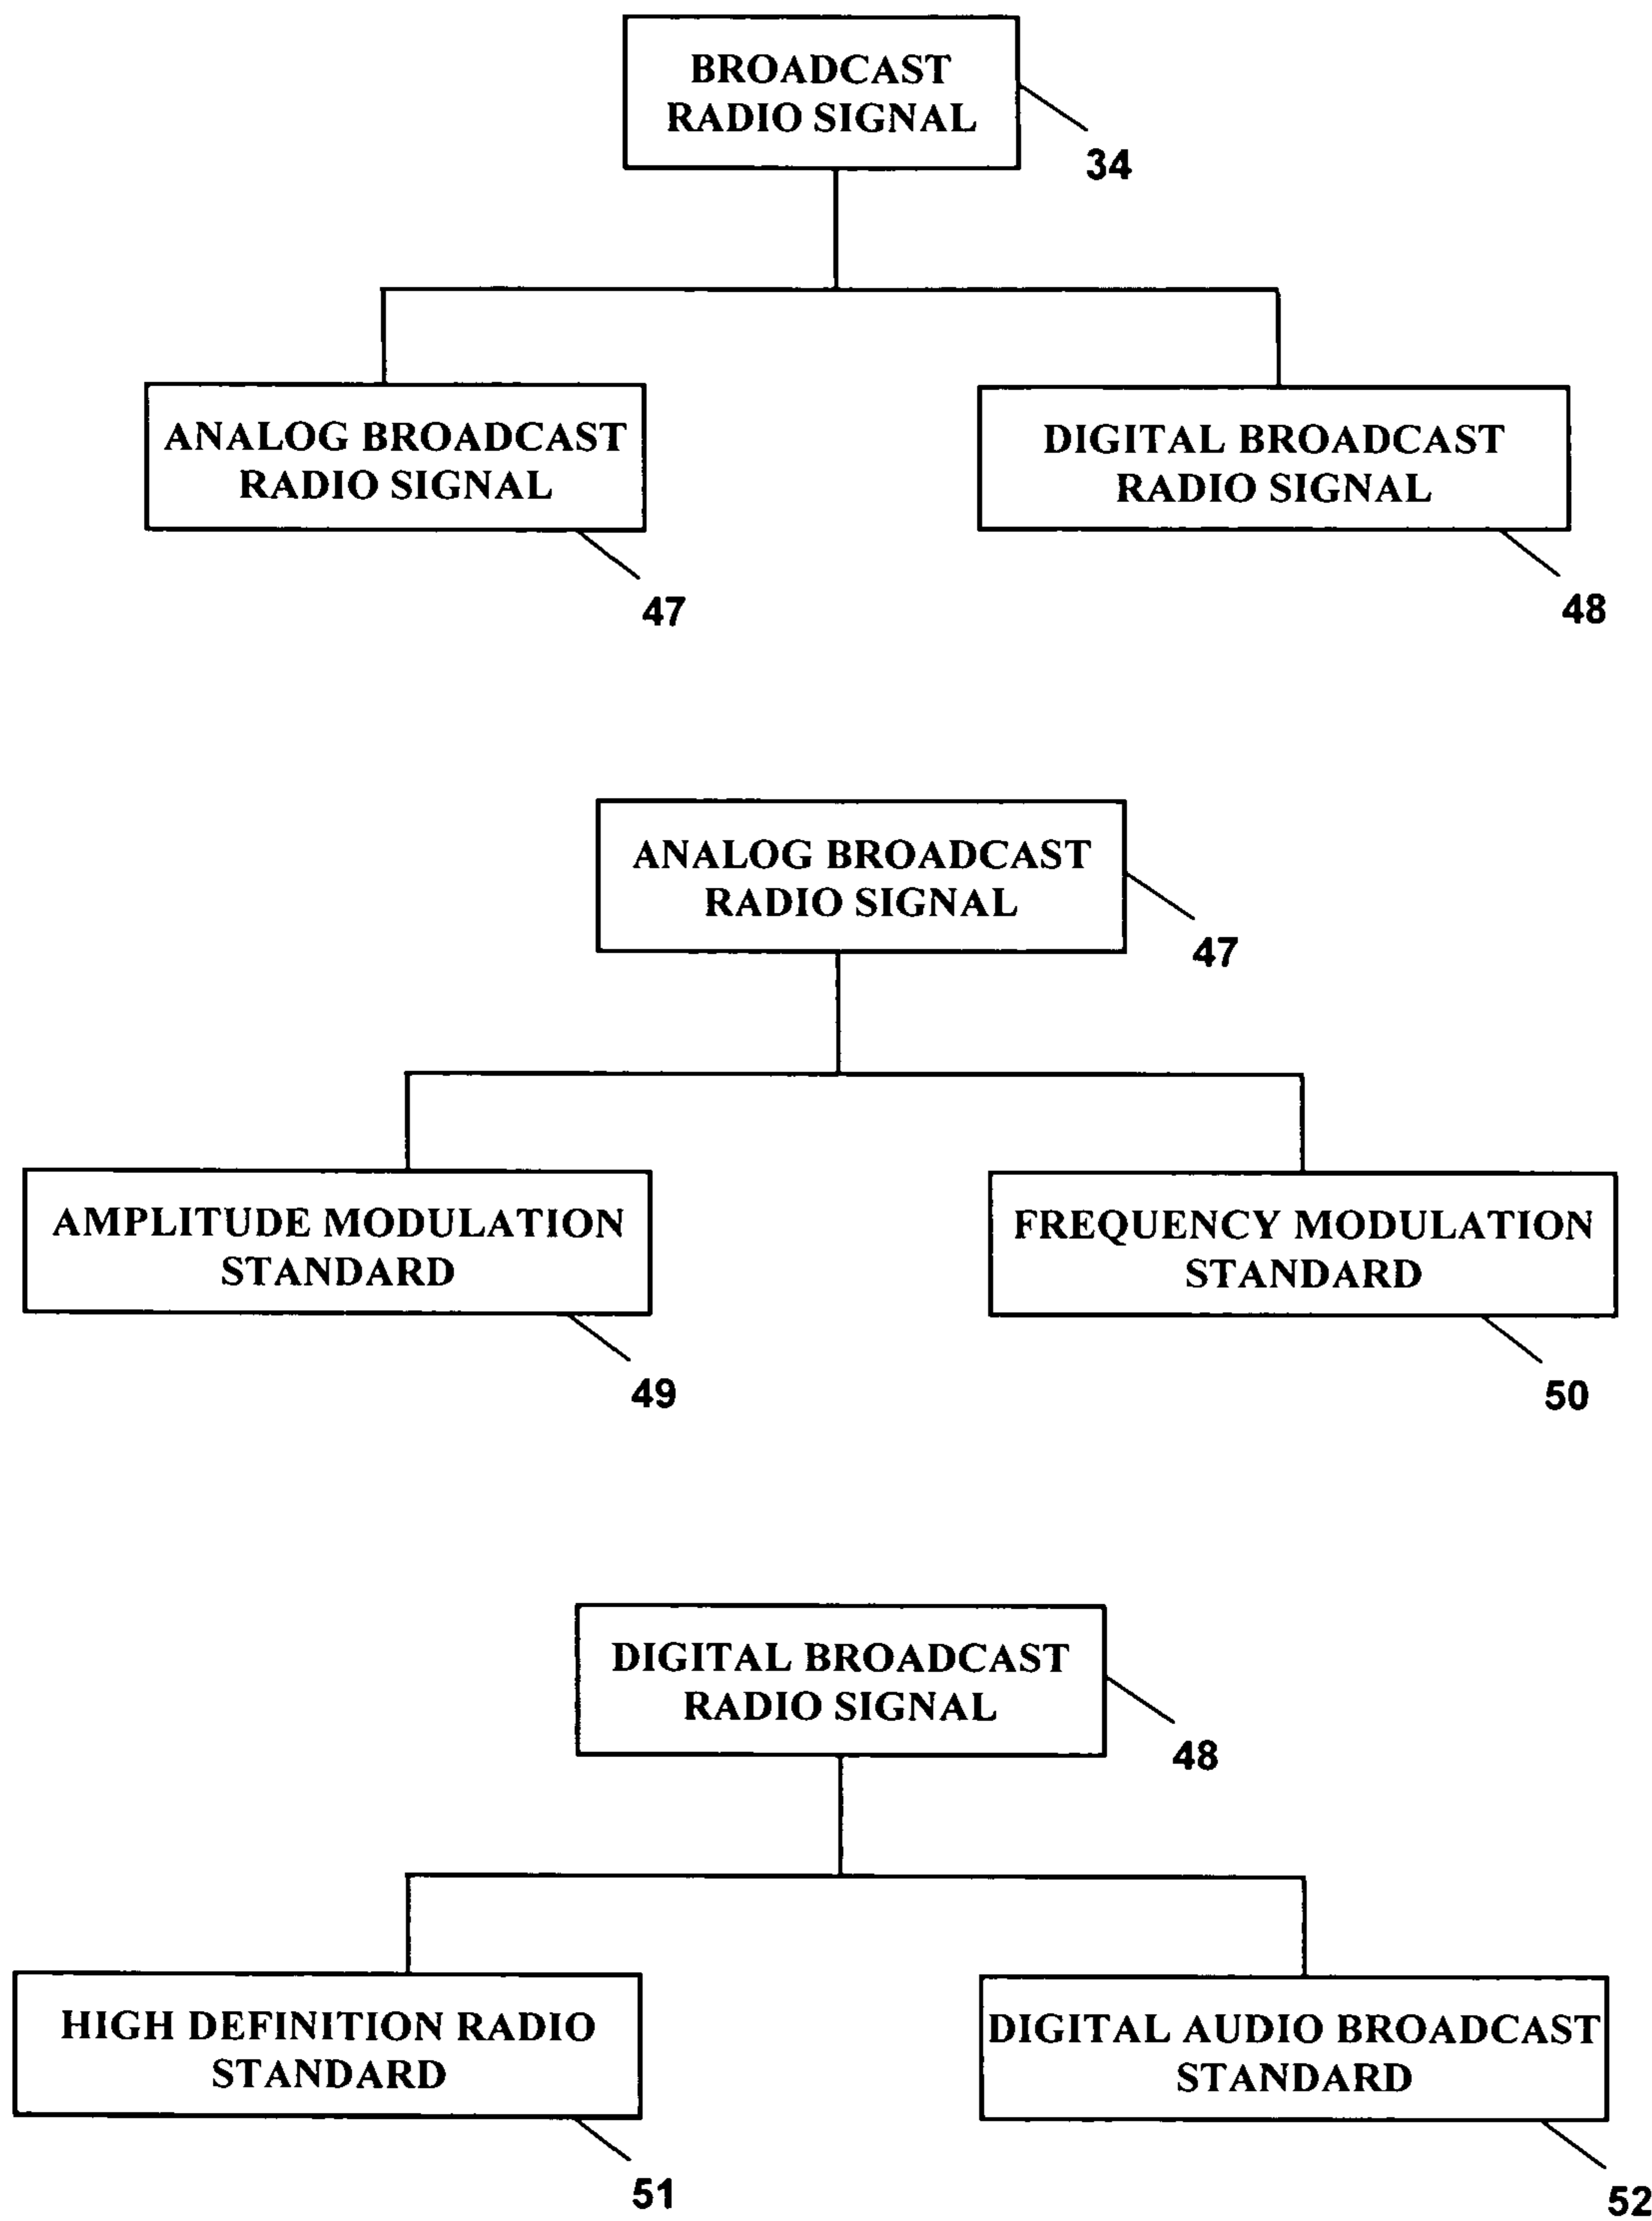 BROADCAST
RADIO SIGNAL
34
ANALOG BROADCAST
RADIO SIGNAL
47
DIGITAL BROADCAST
RADIO SIGNAL
48
ANALOG BROADCAST
RADIO SIGNAL
47
AMPLITUDE MODULATION
STANDARD
49
FREQUENCY MODULATION
STANDARD
50
DIGITAL BROADCAST
RADIO SIGNAL
48
HIGH DEFINITION RADIO
STANDARD
51
DIGITAL AUDIO BROADCAST
STANDARD
52